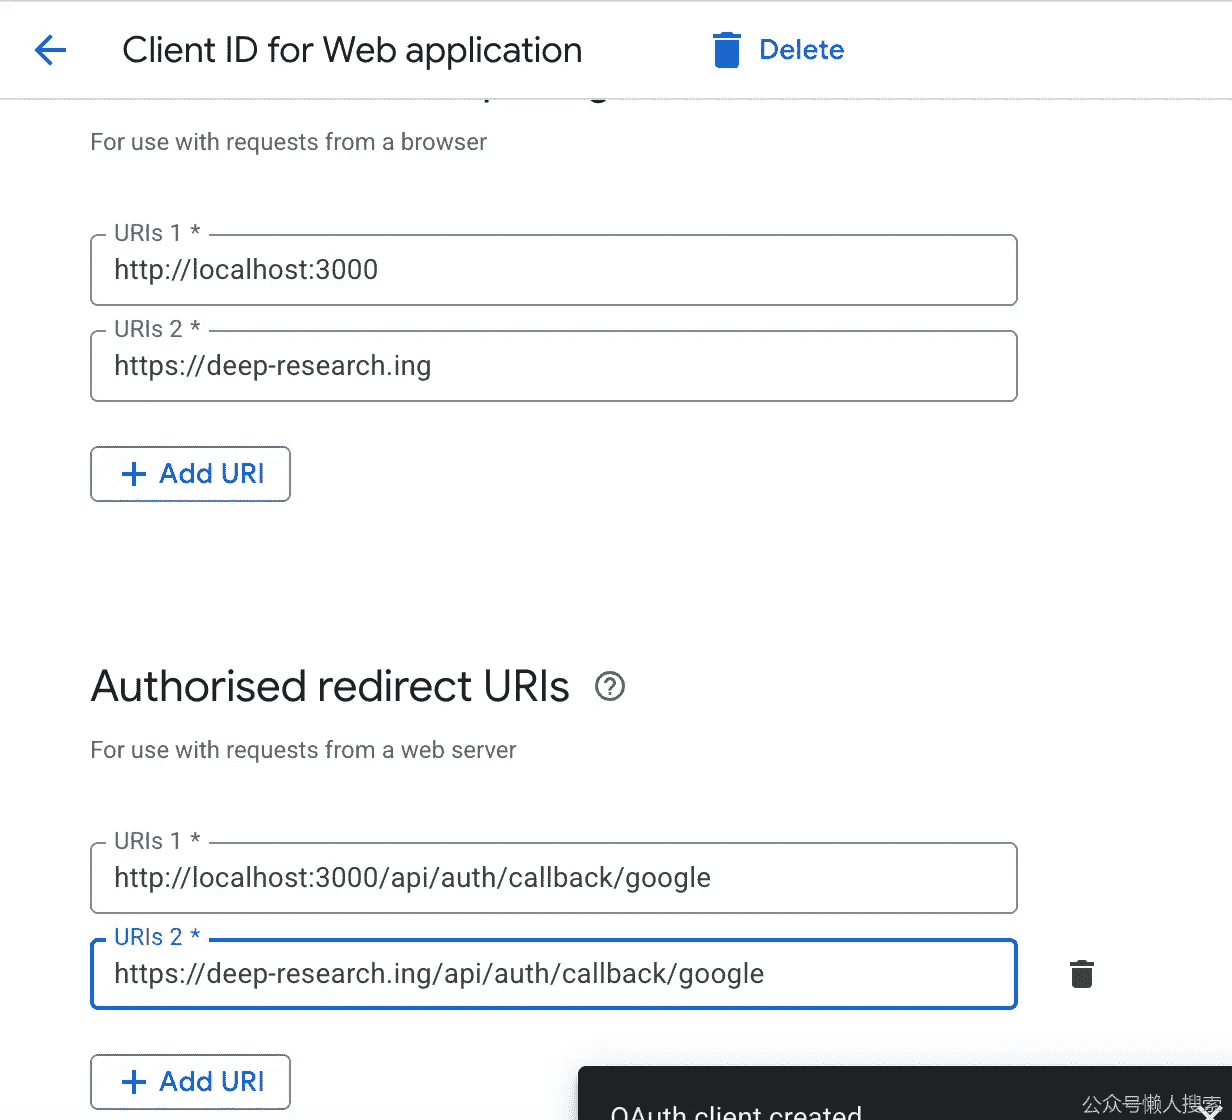 Client ID for Web application
Delete
For use with requests from a browser
URIs 1 *
http://localhost:3000
URIs 2 *
https://deep-research.ing
Add URI
Authorised redirect URIs
For use with requests from a web server
URIs 1 *
http://localhost:3000/api/auth/callback/google
URIs 2 *
https://deep-research.ing/api/auth/callback/google
Add URI
OAuth client created
公众号懒人搜索